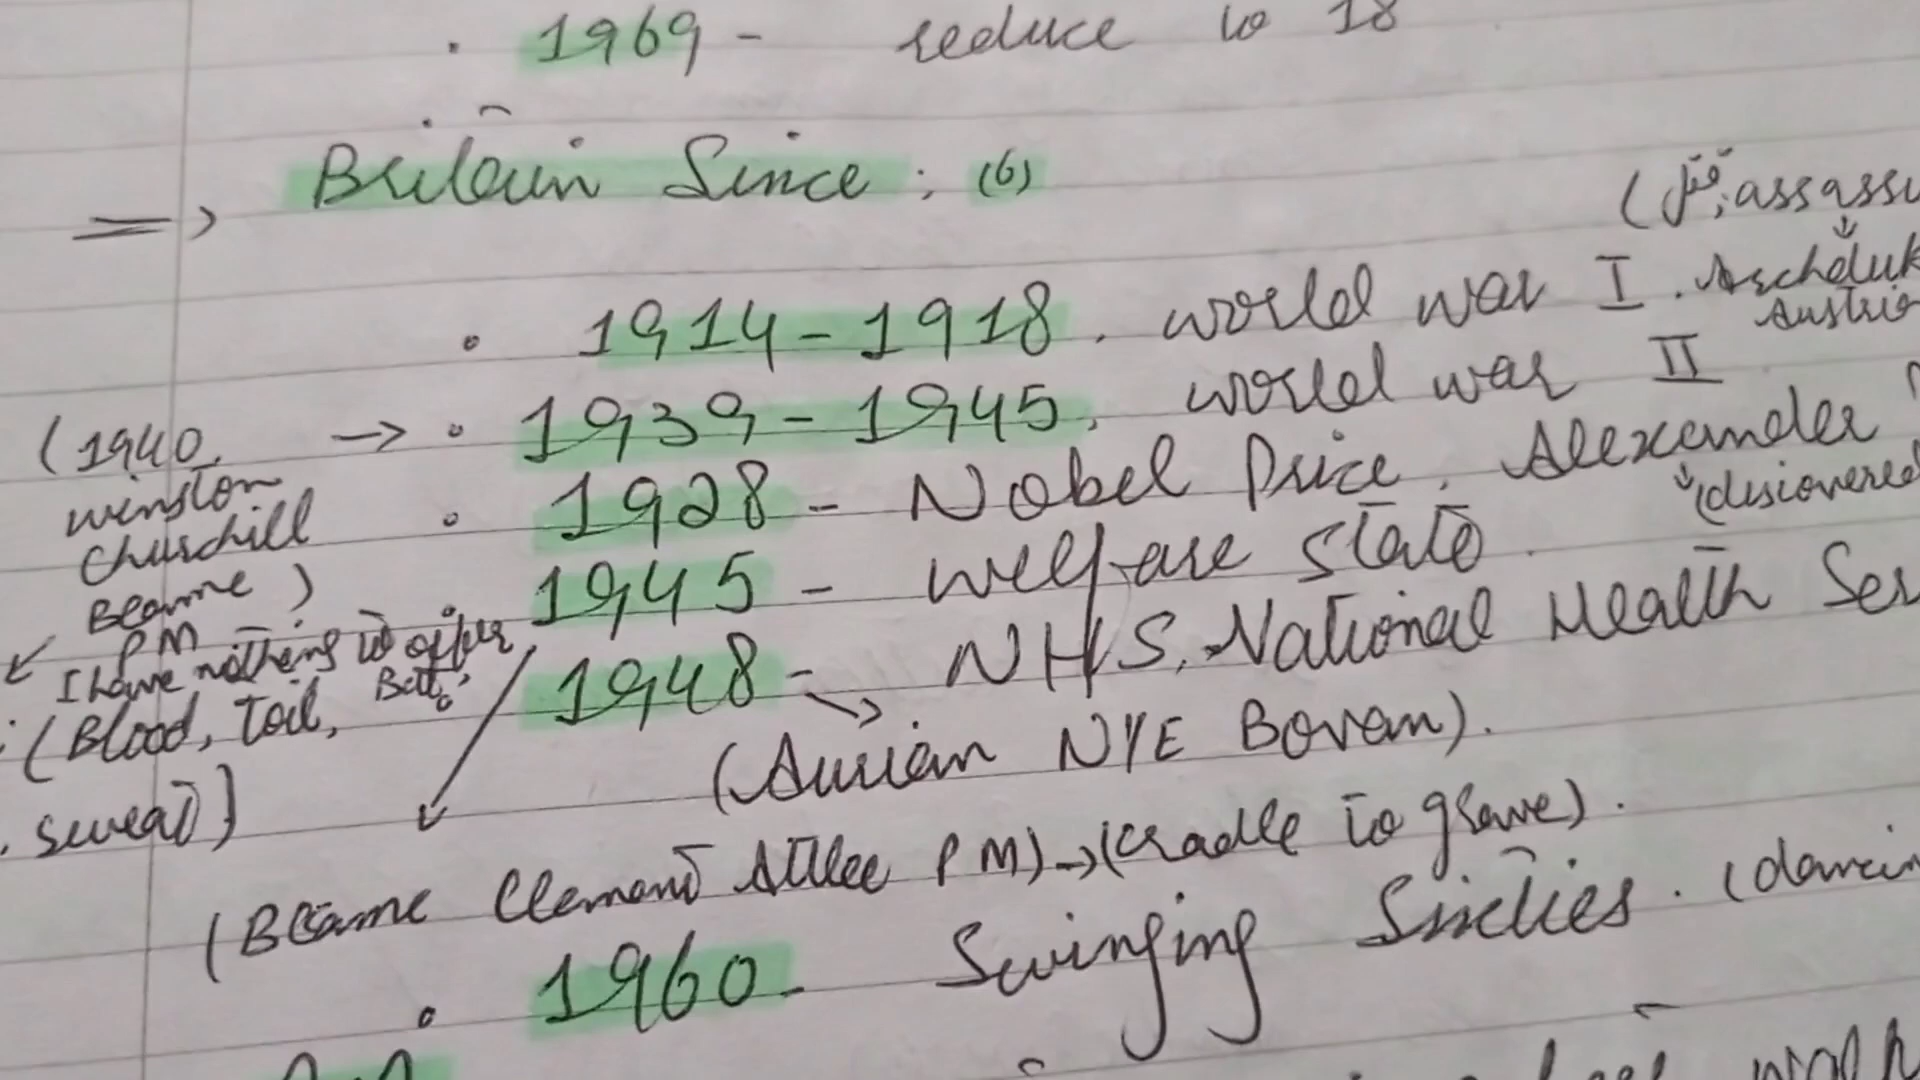 . 1969 - reduce to 18
=> Britain Since : (6)
(قتل, assass
• 1914-1918. world war I. Archduk
Austria
(1940, → • 1939-1945. world war II
winston Churchill Became PM)
• 1928 - Nobel Price. Alexander
(discovered
1945 - welfare state.
I have nothing to offer But:
(Blood, toil,
. sweat)]
1948 - NHS. National Health Ser
(Aurian NYE Bovan).
(Became Clement Attlee PM) → (cradle to grave).
• 1960 - Swinging Sixties. (dancin